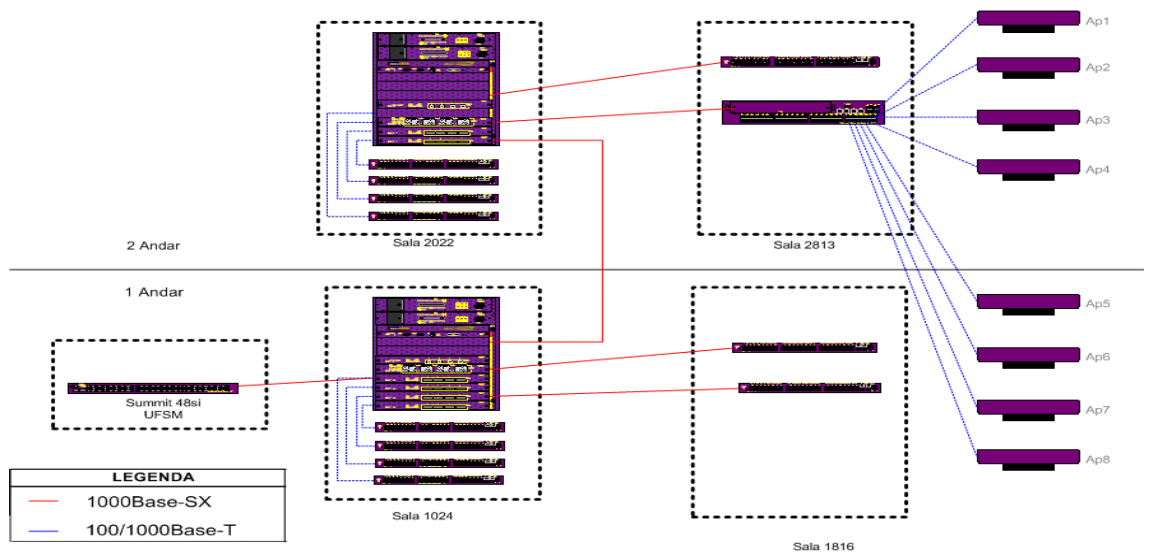 Ap1
Ap2
Ap3
Ap4
Sala 2022
Sala 2813
2 Andar
1 Andar
Ap5
Ap6
Ap7
Ap8
Summit 48si
UFSM
Sala 1024
Sala 1816
LEGENDA
1000Base-SX
100/1000Base-T